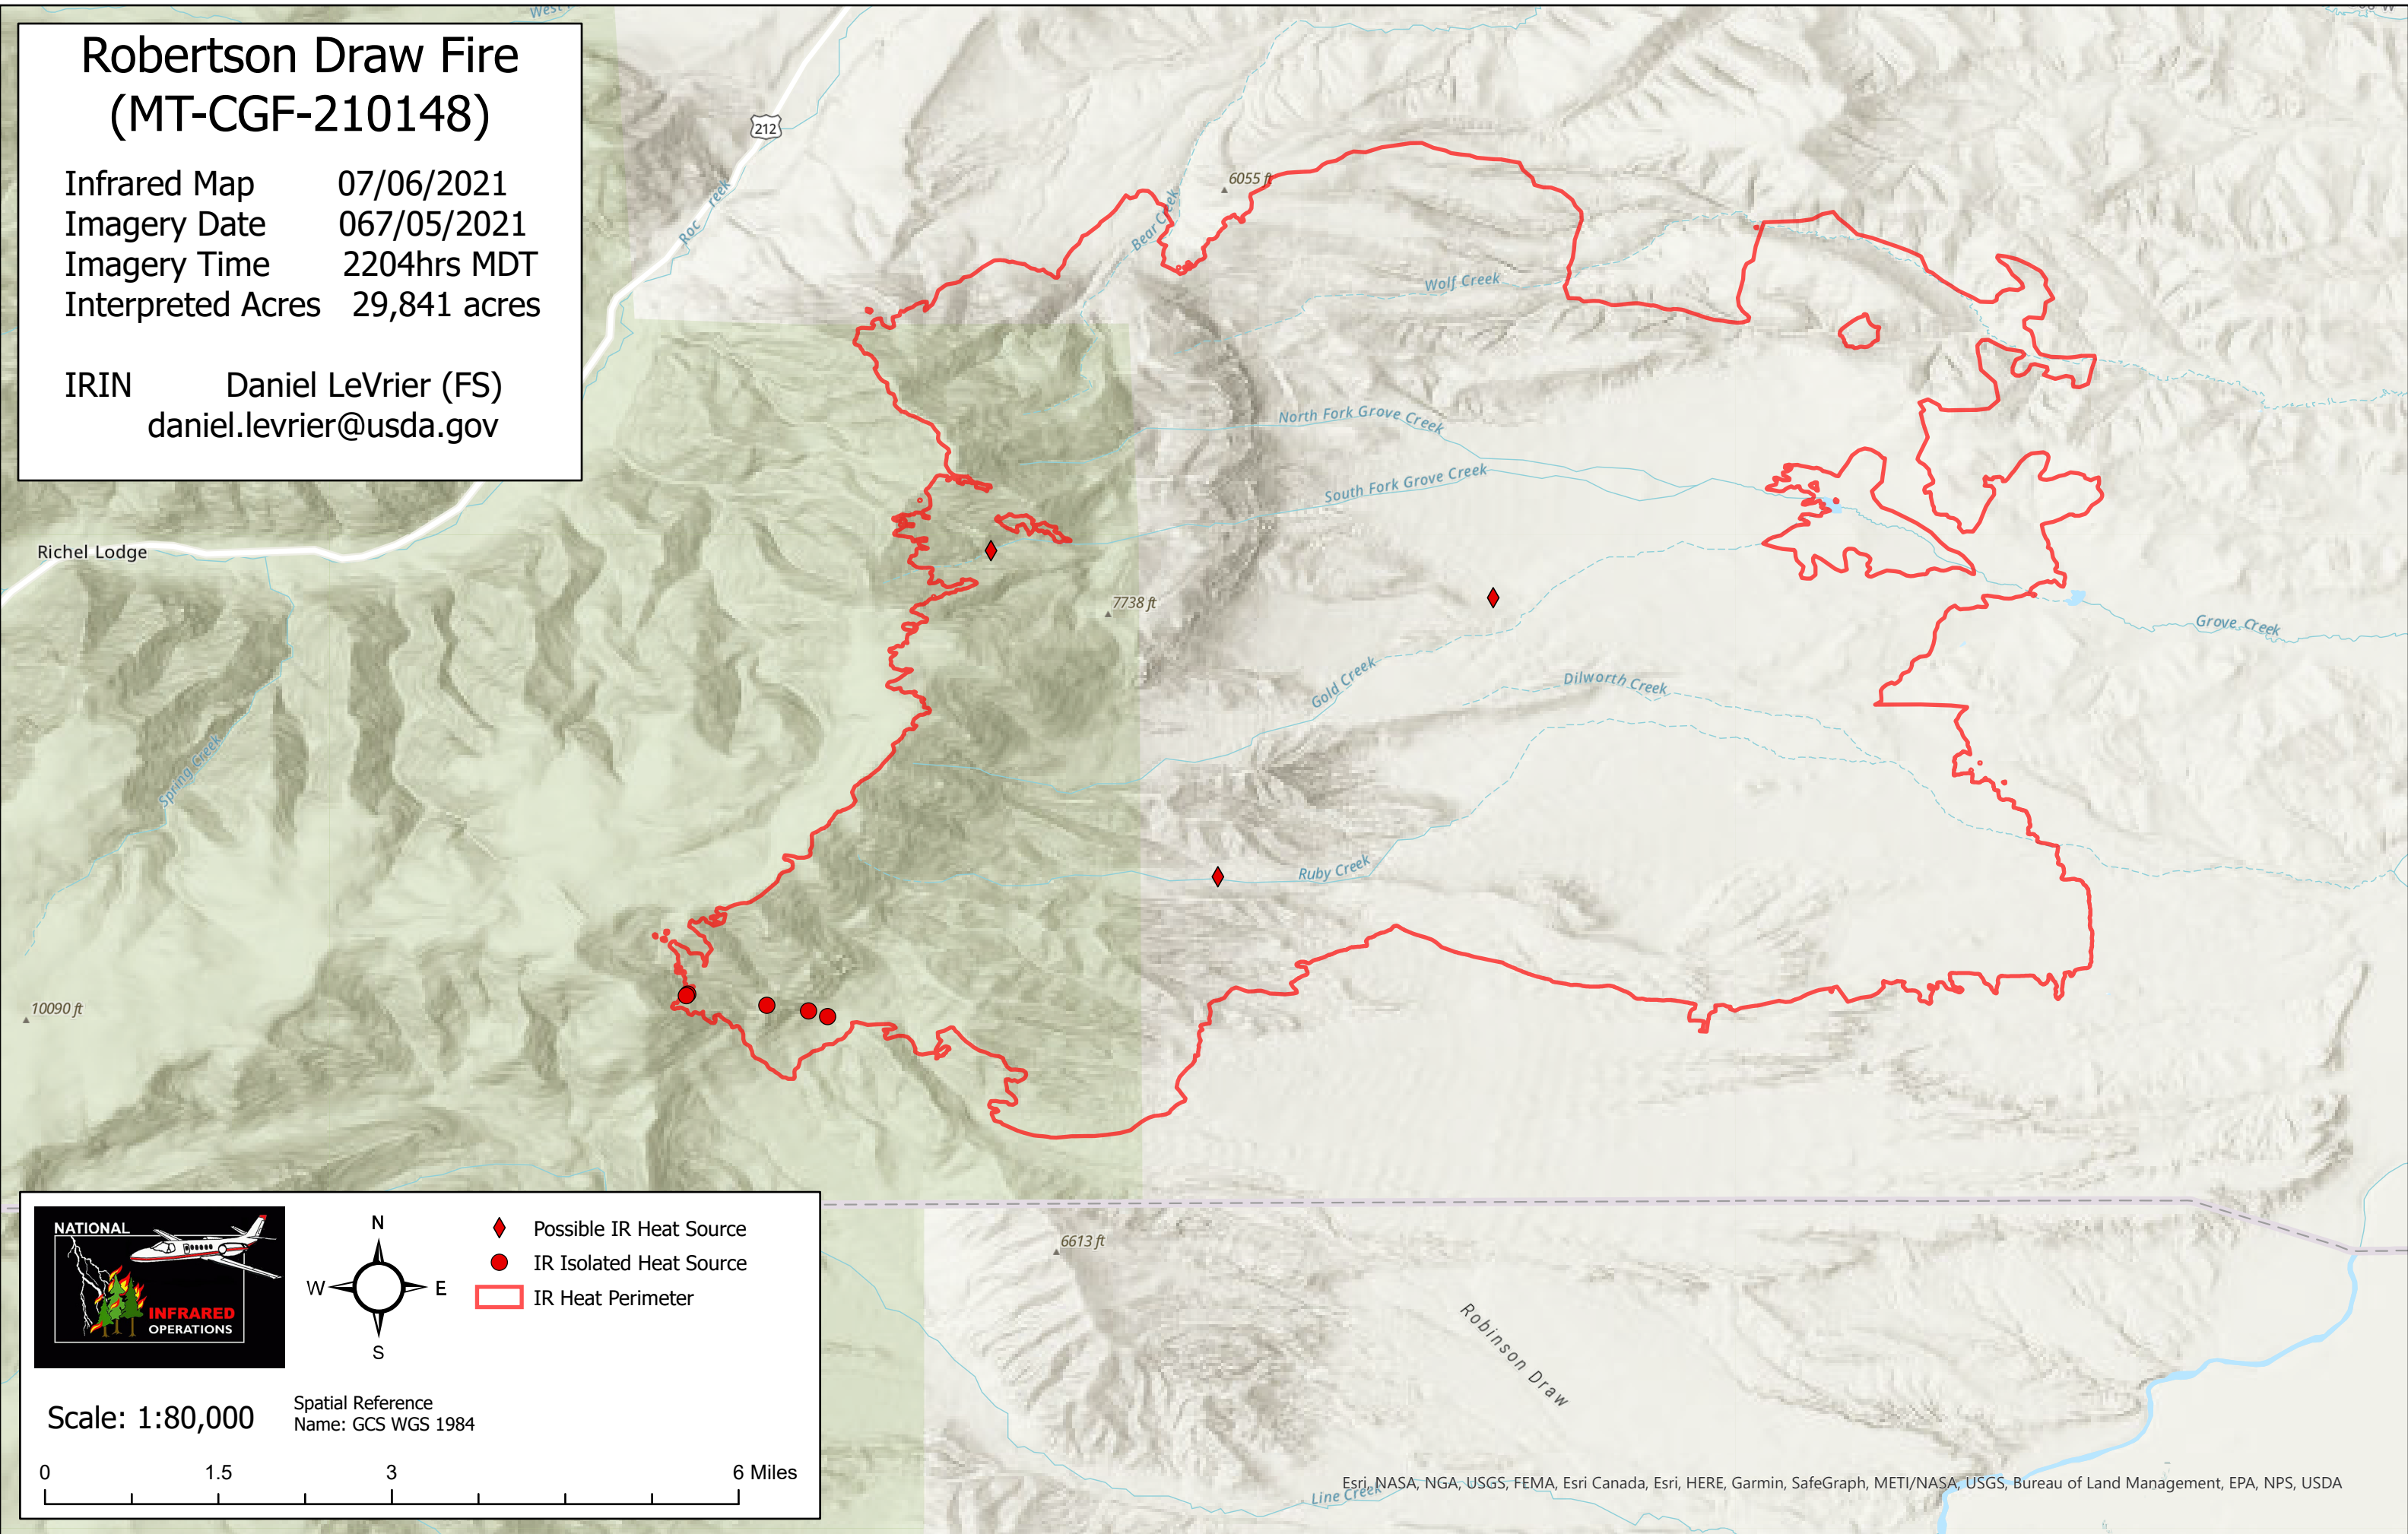 Robertson Draw Fire
(MT-CGF-210148)
Infrared Map 07/06/2021
Imagery Date 067/05/2021
Imagery Time 2204hrs MDT
Interpreted Acres 29,841 acres
IRIN Daniel LeVrier (FS)
daniel.levrier@usda.gov
West
212
Roc reek
Bear Creek
6055 ft
Wolf Creek
North Fork Grove Creek
South Fork Grove Creek
Richel Lodge
7738 ft
Grove Creek
Gold Creek
Dilworth Creek
Spring Creek
Ruby Creek
10090 ft
6613 ft
Robinson Draw
Line Creek
NATIONAL
INFRARED
OPERATIONS
N
W E
S
Possible IR Heat Source
IR Isolated Heat Source
IR Heat Perimeter
Scale: 1:80,000
Spatial Reference
Name: GCS WGS 1984
0 1.5 3 6 Miles
Esri, NASA, NGA, USGS, FEMA, Esri Canada, Esri, HERE, Garmin, SafeGraph, METI/NASA, USGS, Bureau of Land Management, EPA, NPS, USDA